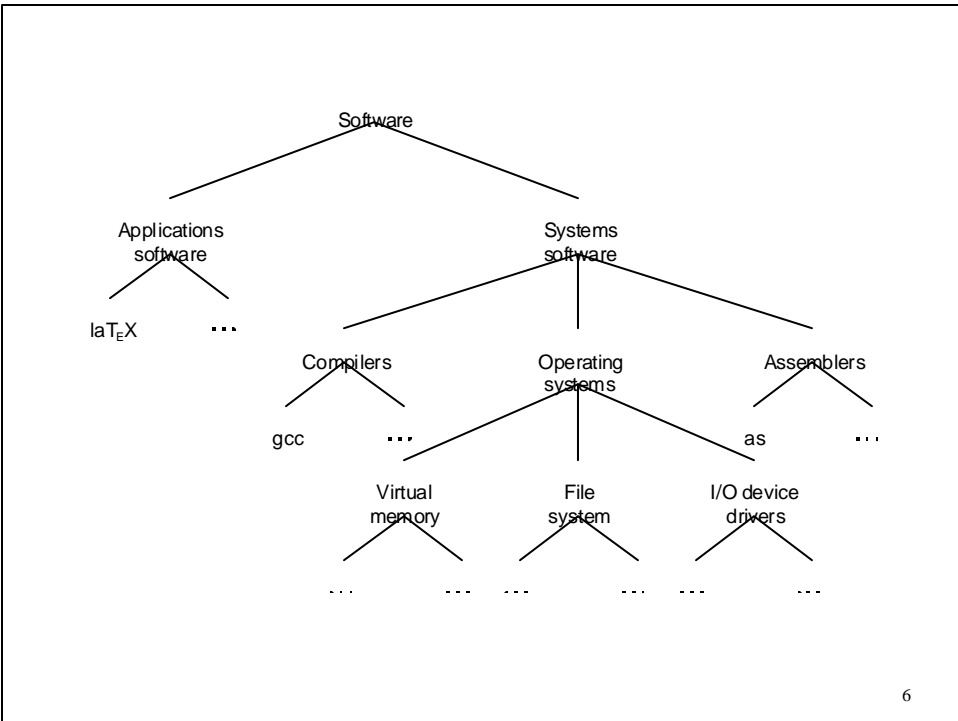 Software
Applications
software
Systems
software
laTEX
...
Compilers
Operating
systems
Assemblers
gcc
...
as
...
Virtual
memory
File
system
I/O device
drivers
...
...
...
...
...
...
6